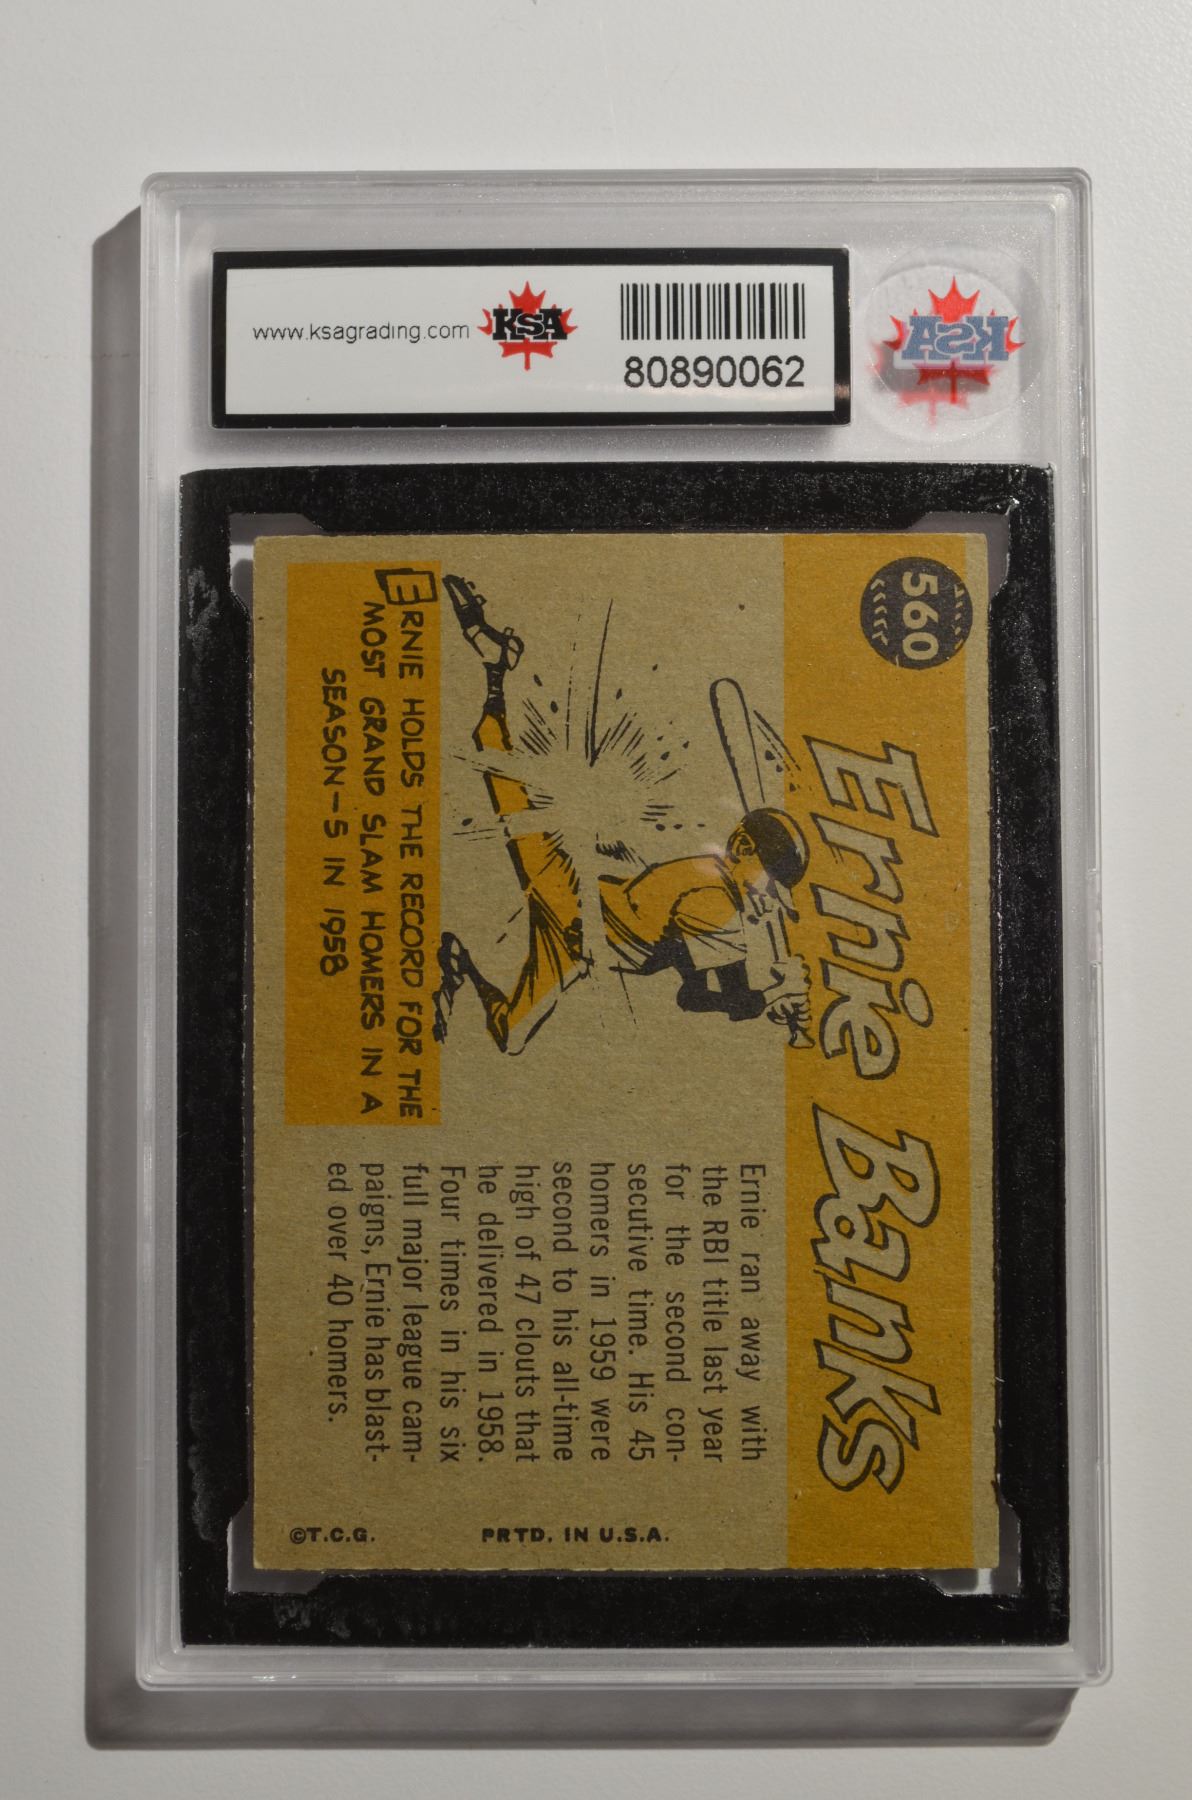 www.ksagrading.com
KSA
80890062
KSA
560
Ernie Banks
ERNIE HOLDS THE RECORD FOR THE
MOST GRAND SLAM HOMERS IN A
SEASON-5 IN 1958
Ernie ran away with
the RBI title last year
for the second con-
secutive time. His 45
homers in 1959 were
second to his all-time
high of 47 clouts that
he delivered in 1958.
Four times in his six
full major league cam-
paigns, Ernie has blast-
ed over 40 homers.
©T.C.G.
PRTD. IN U.S.A.